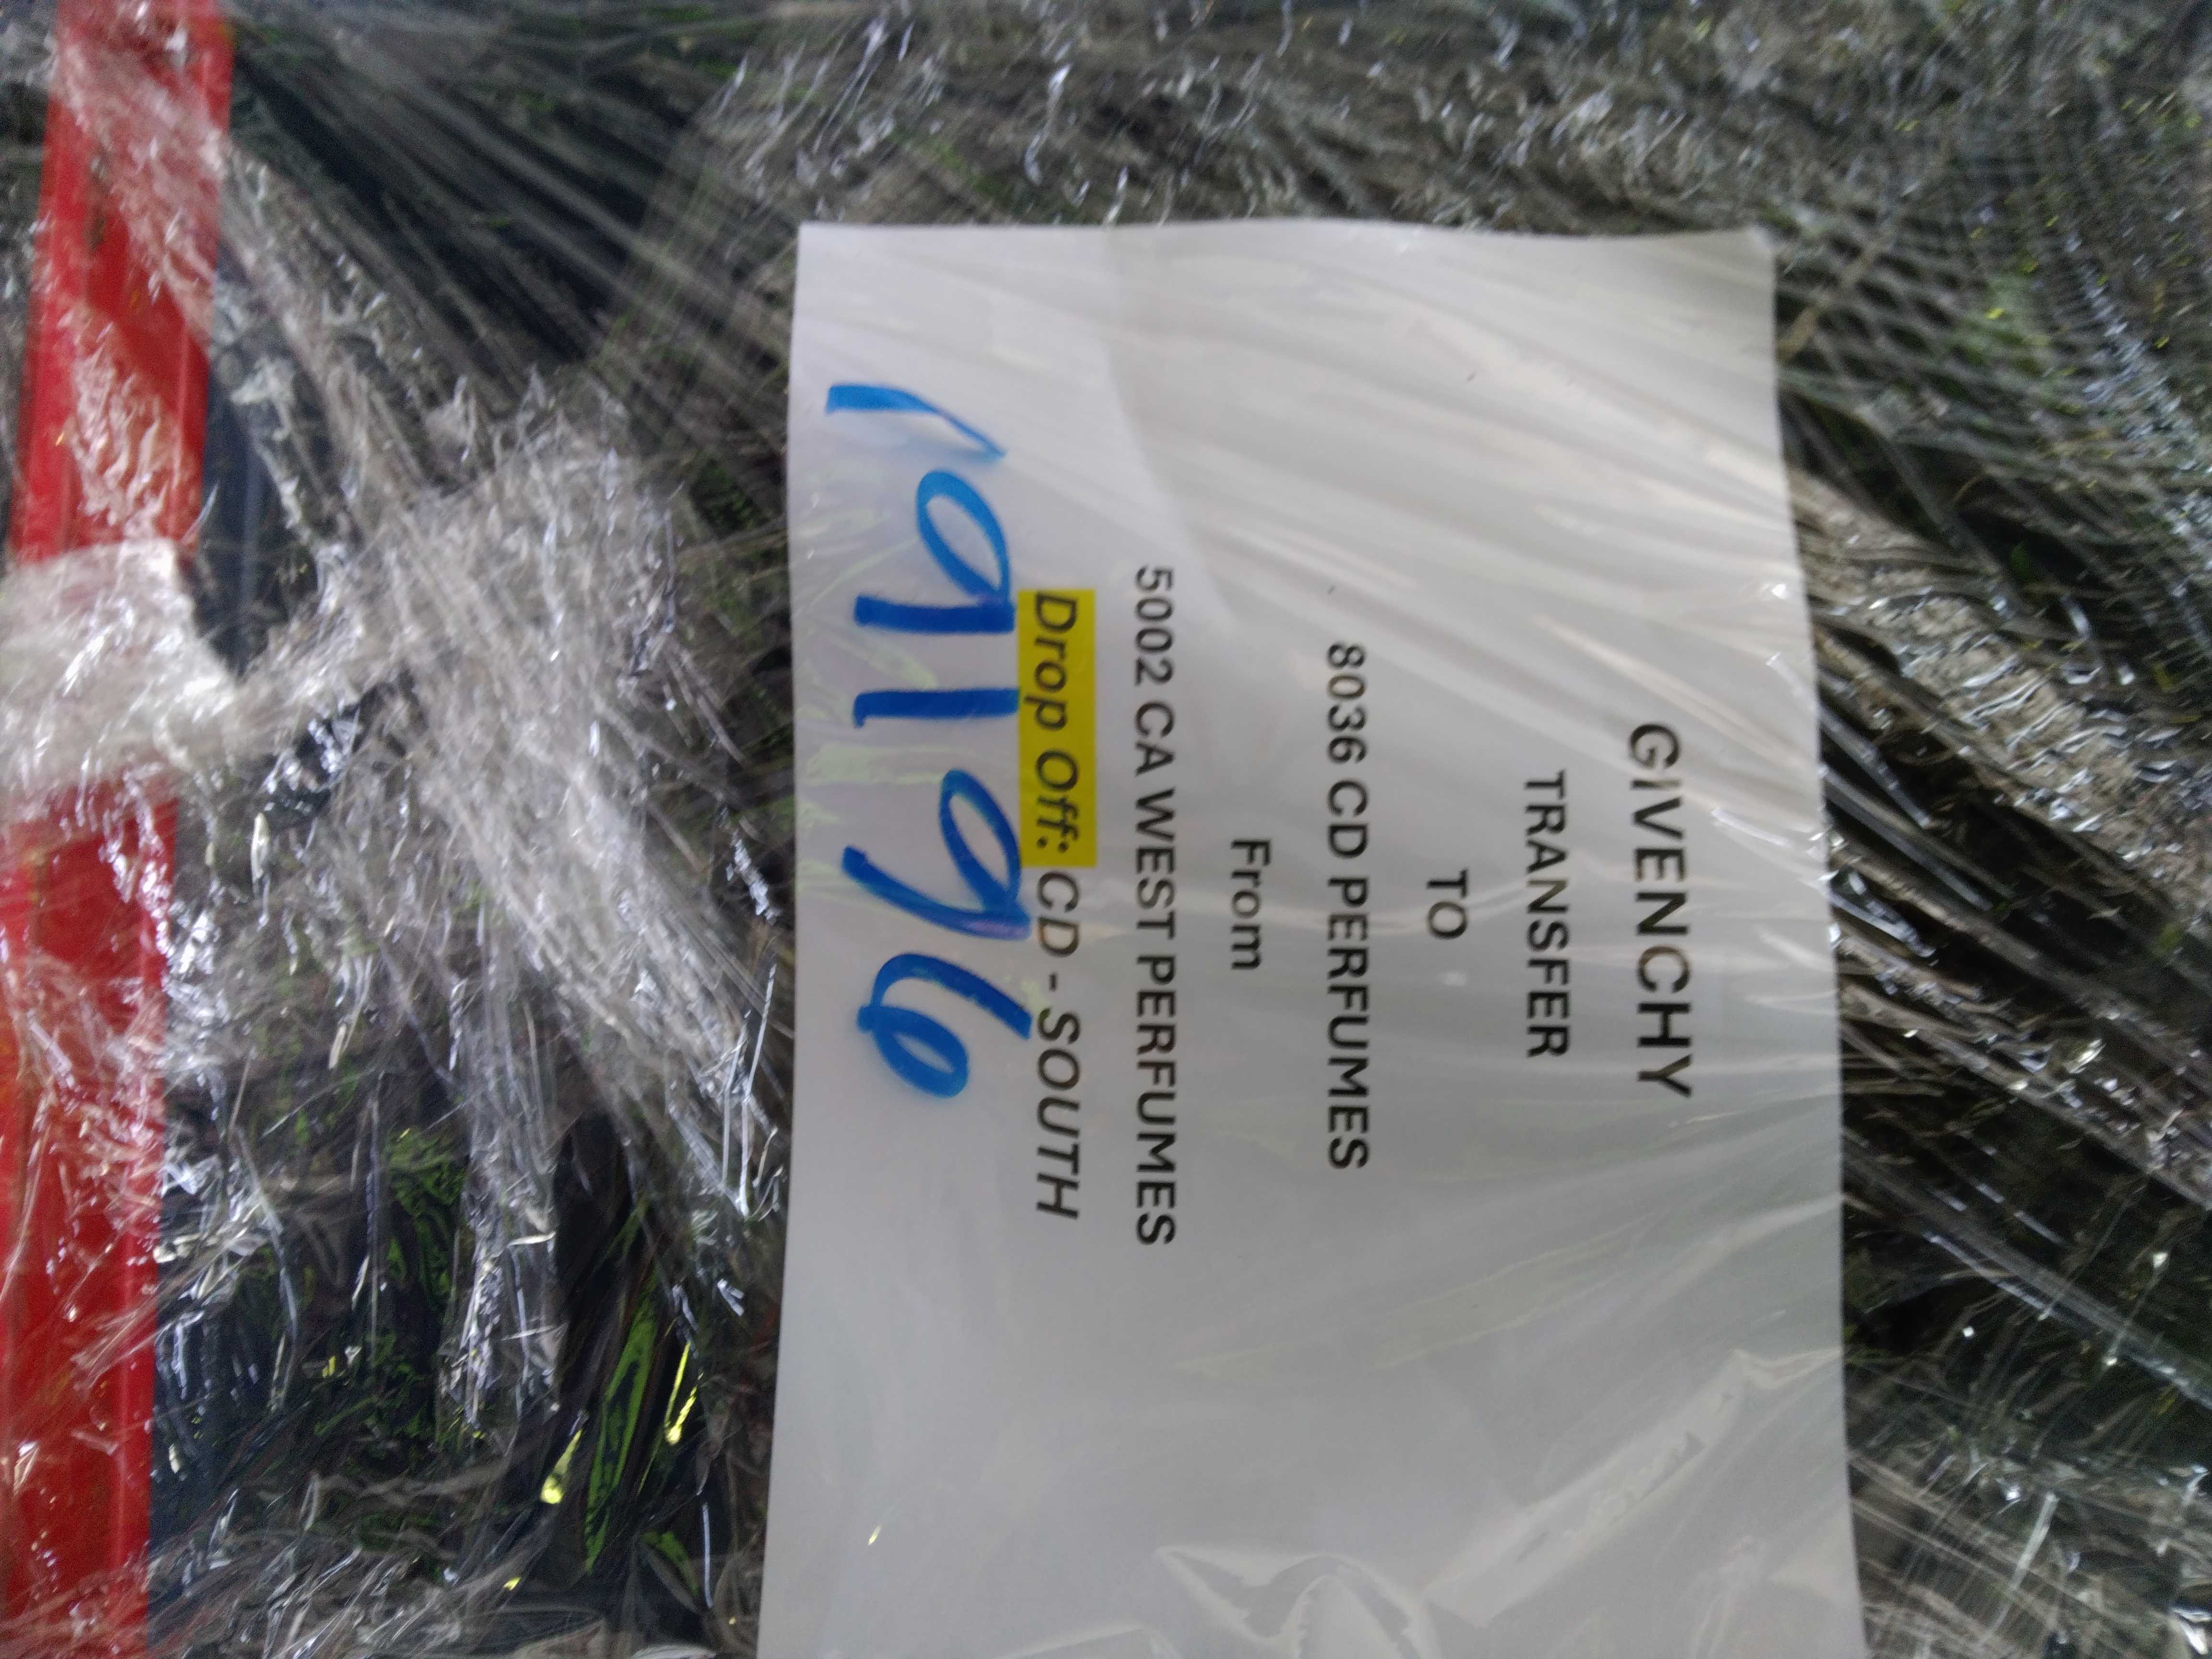 GIVENCHY
TRANSFER
TO
8036 CD PERFUMES
From
5002 CA WEST PERFUMES
Drop Off: CD - SOUTH
19196